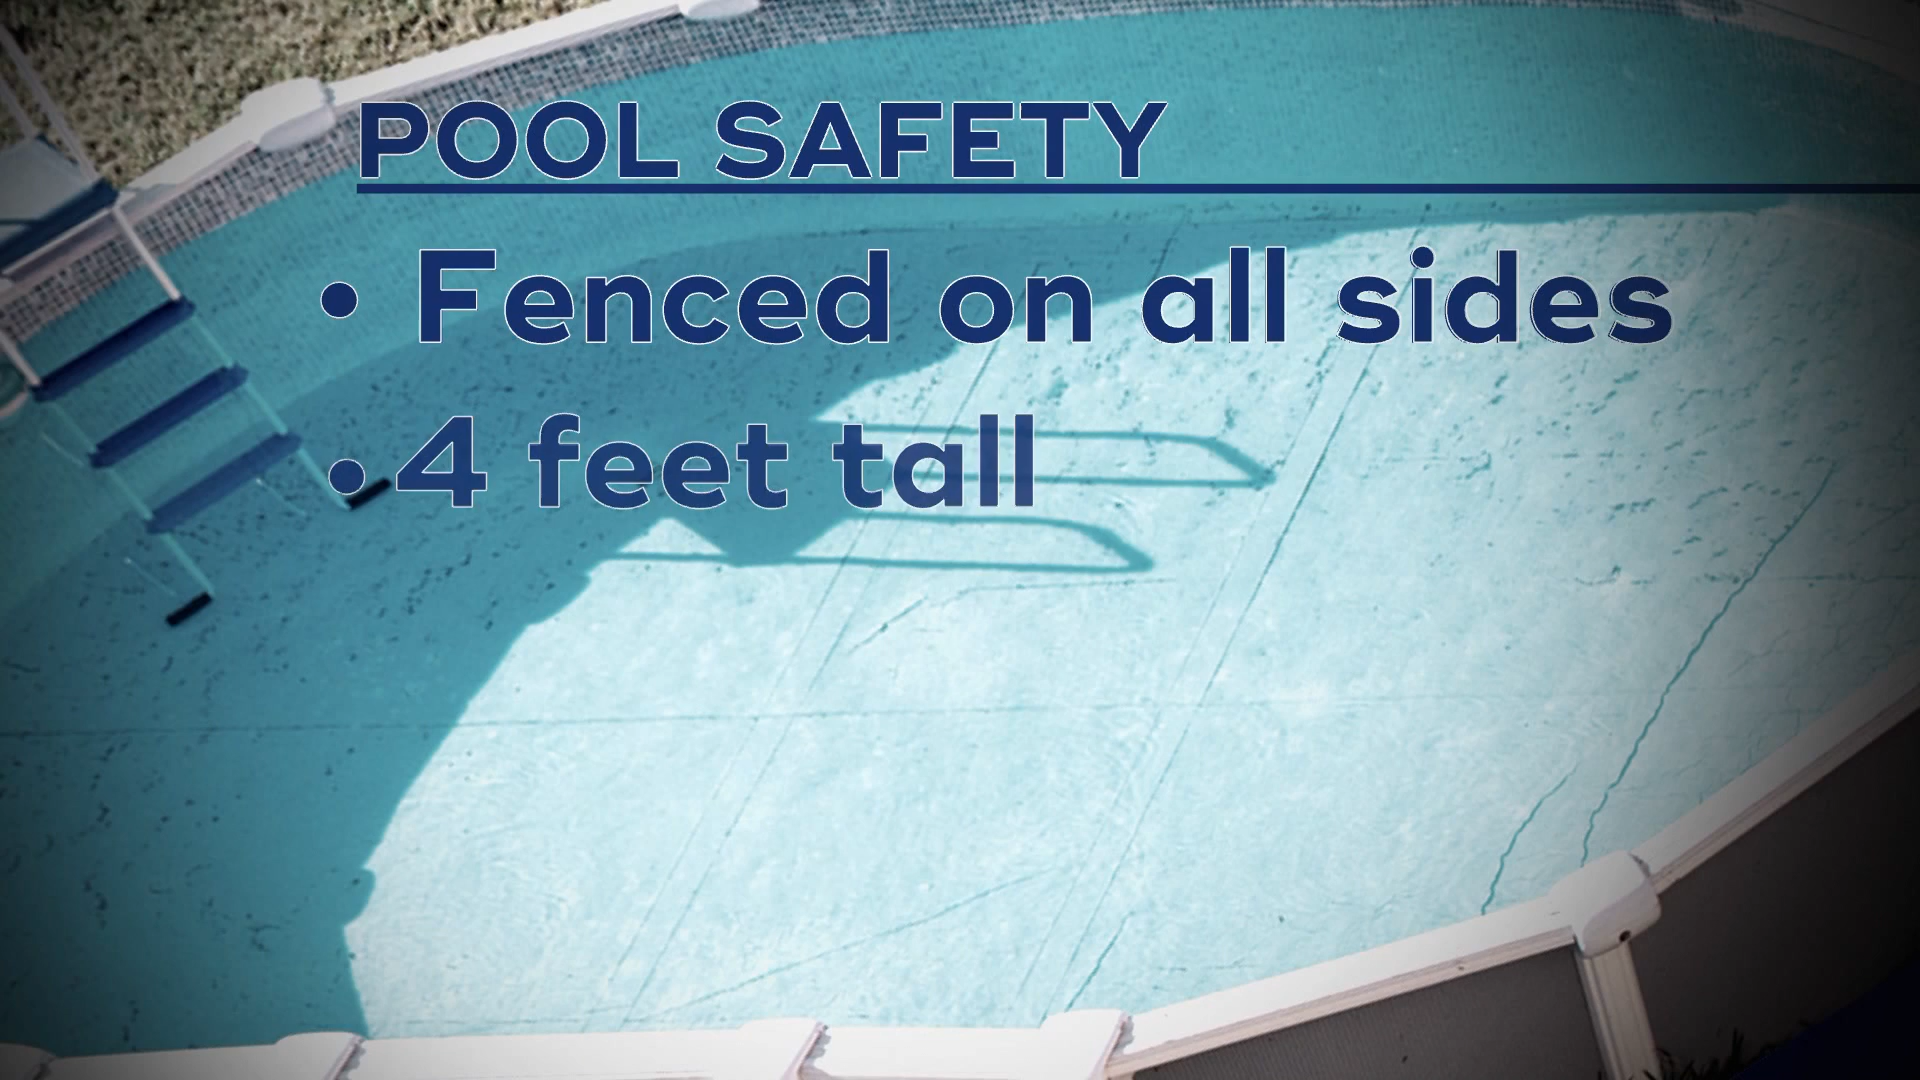 POOL SAFETY
• Fenced on all sides
• 4 feet tall